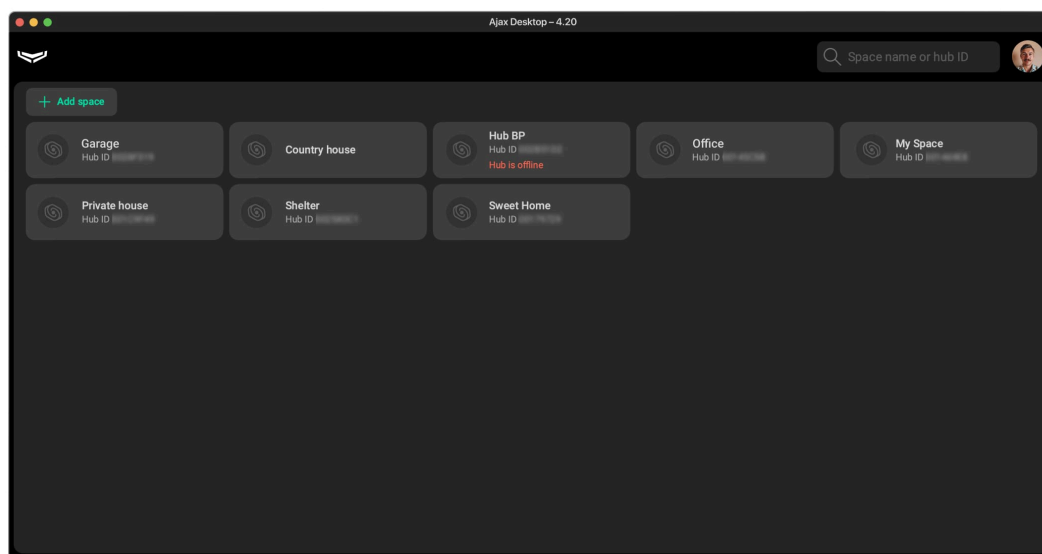 Ajax Desktop – 4.20
Space name or hub ID
+ Add space
Garage
Hub ID
Country house
Hub BP
Hub ID
Hub is offline
Office
Hub ID
My Space
Hub ID
Private house
Hub ID
Shelter
Hub ID
Sweet Home
Hub ID